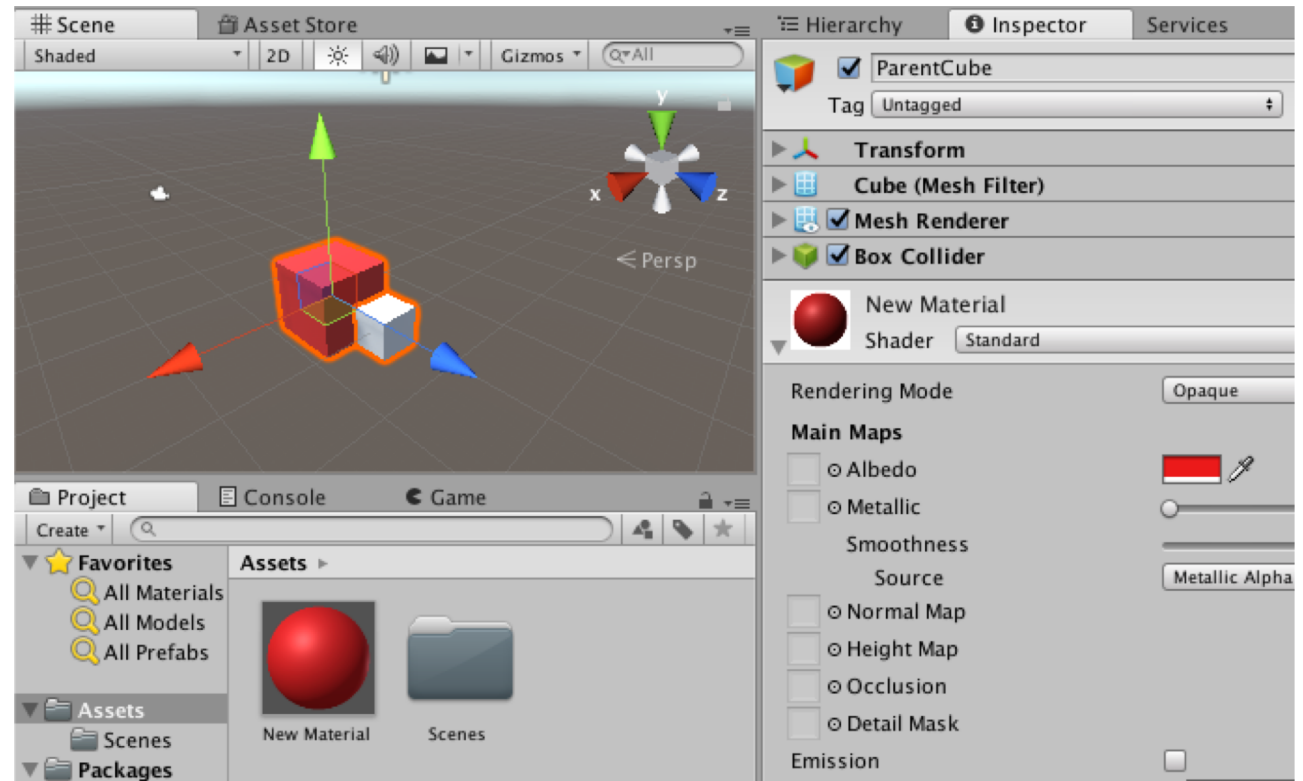 Scene
Asset Store
Shaded
2D
Gizmos
All
y
x
z
Persp
Project
Console
Game
Create
Favorites
All Materials
All Models
All Prefabs
Assets
Scenes
Packages
Assets
New Material
Scenes
Hierarchy
Inspector
Services
ParentCube
Tag Untagged
Transform
Cube (Mesh Filter)
Mesh Renderer
Box Collider
New Material
Shader Standard
Rendering Mode Opaque
Main Maps
Albedo
Metallic
Smoothness
Source Metallic Alpha
Normal Map
Height Map
Occlusion
Detail Mask
Emission